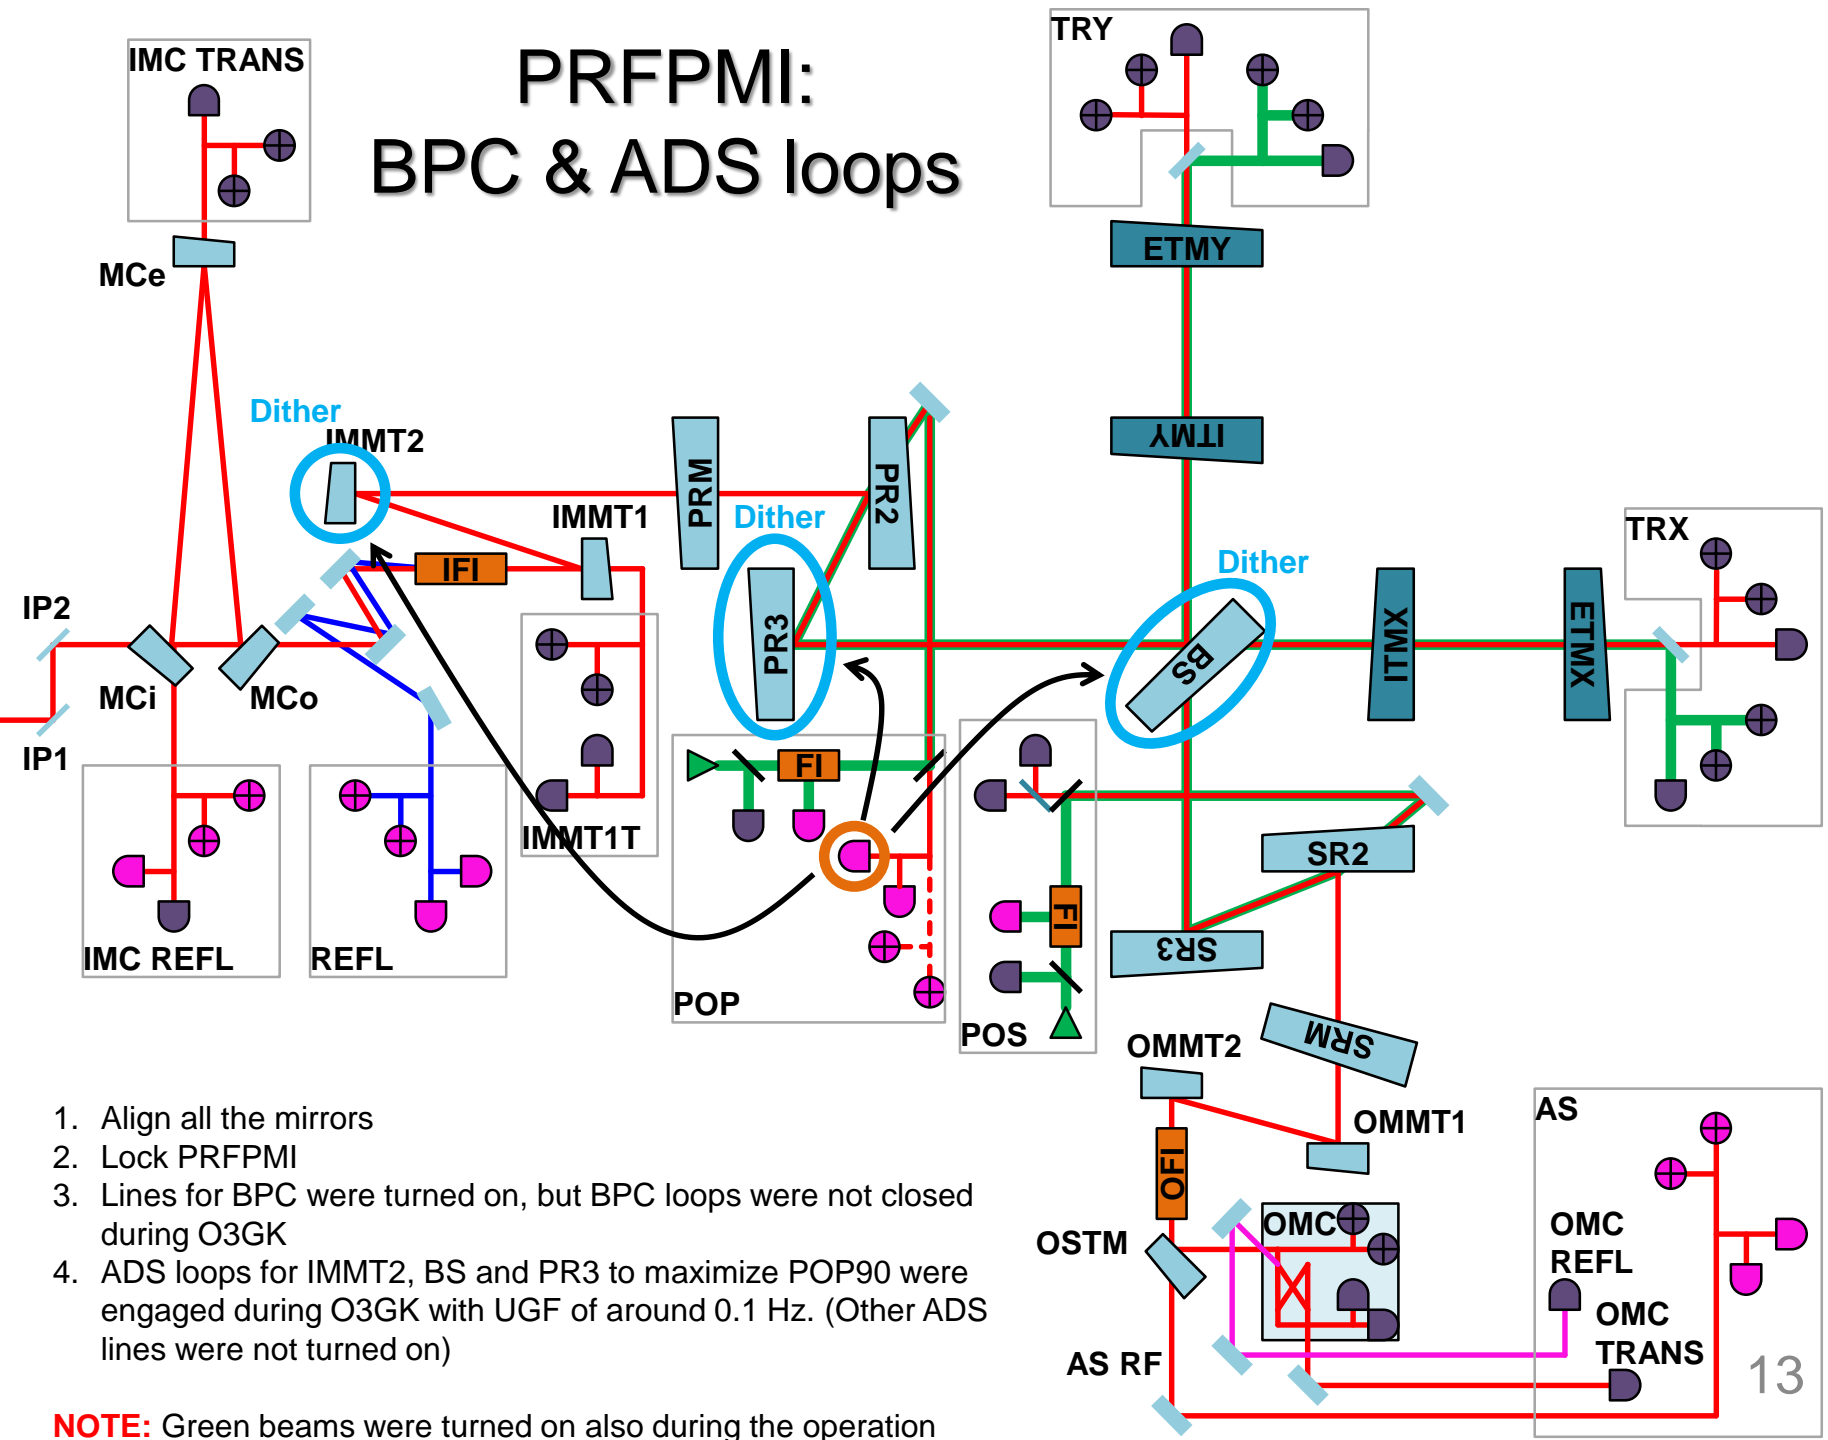 PRFPMI:
BPC & ADS loops
IMC TRANS
TRY
MCe
ETMY
Dither
IMMT2
ITMY
PRM
PR2
IMMT1
Dither
TRX
IFI
Dither
IP2
PR3
BS
ITMX
ETMX
MCi
MCo
IP1
FI
IMMT1T
SR2
FI
IMC REFL
REFL
SR3
POP
POS
SRM
OMMT2
OMMT1
AS
OFI
OSTM
OMC
OMC
REFL
OMC
TRANS
AS RF
1. Align all the mirrors
2. Lock PRFPMI
3. Lines for BPC were turned on, but BPC loops were not closed
during O3GK
4. ADS loops for IMMT2, BS and PR3 to maximize POP90 were
engaged during O3GK with UGF of around 0.1 Hz. (Other ADS
lines were not turned on)
NOTE: Green beams were turned on also during the operation
13